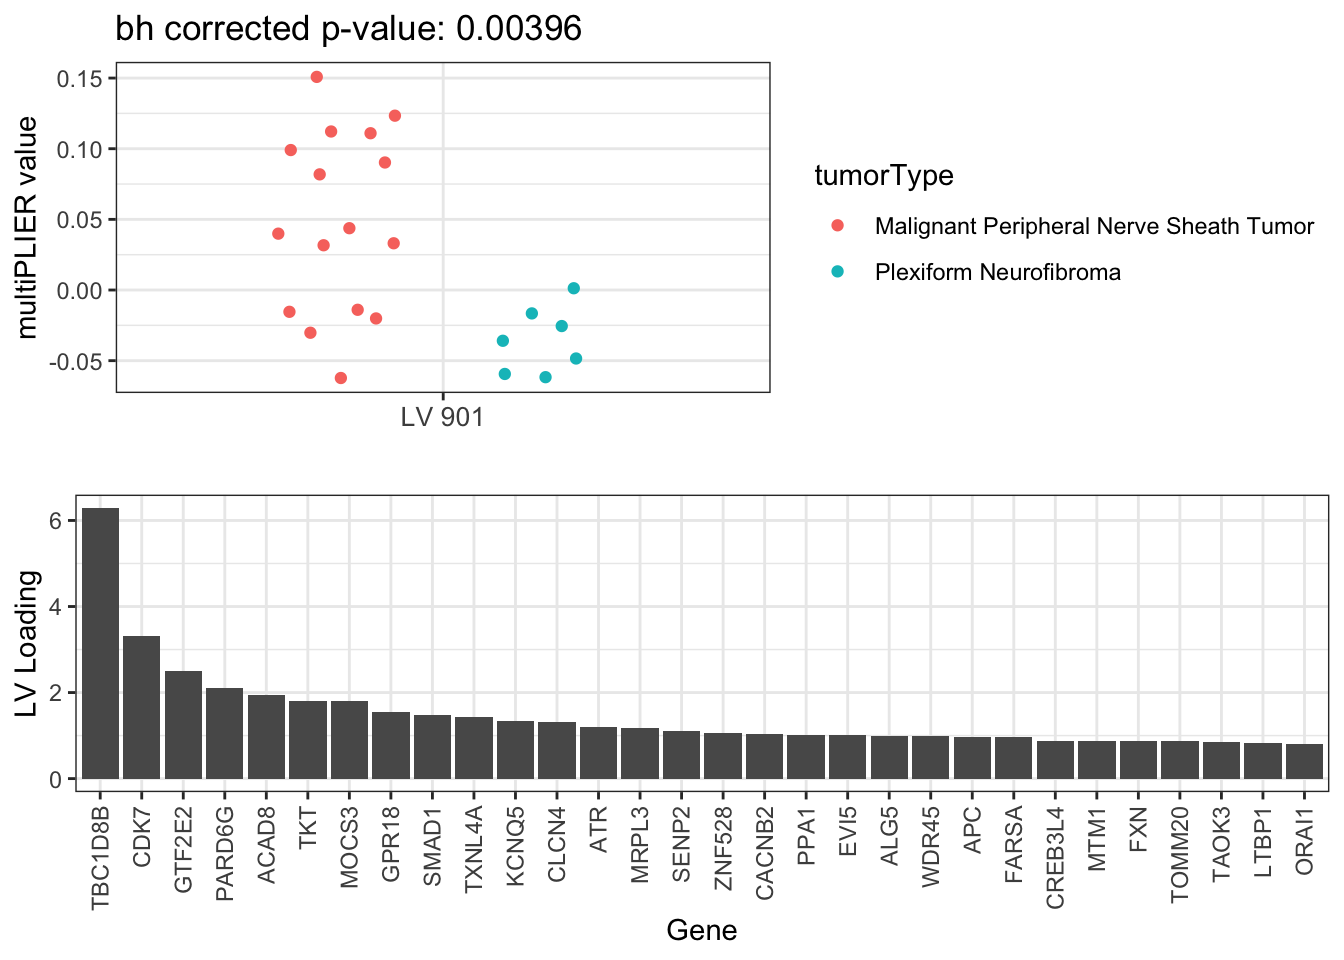 bh corrected p-value: 0.00396
multiPLIER value
0.15
0.10
0.05
0.00
-0.05
LV 901
tumorType
Malignant Peripheral Nerve Sheath Tumor
Plexiform Neurofibroma
LV Loading
6
4
2
0
TBC1D8B
CDK7
GTF2E2
PARD6G
ACAD8
TKT
MOCS3
GPR18
SMAD1
TXNL4A
KCNQ5
CLCN4
ATR
MRPL3
SENP2
ZNF528
CACNB2
PPA1
EVI5
ALG5
WDR45
APC
FARSA
CREB3L4
MTM1
FXN
TOMM20
TAOK3
LTBP1
ORAI1
Gene